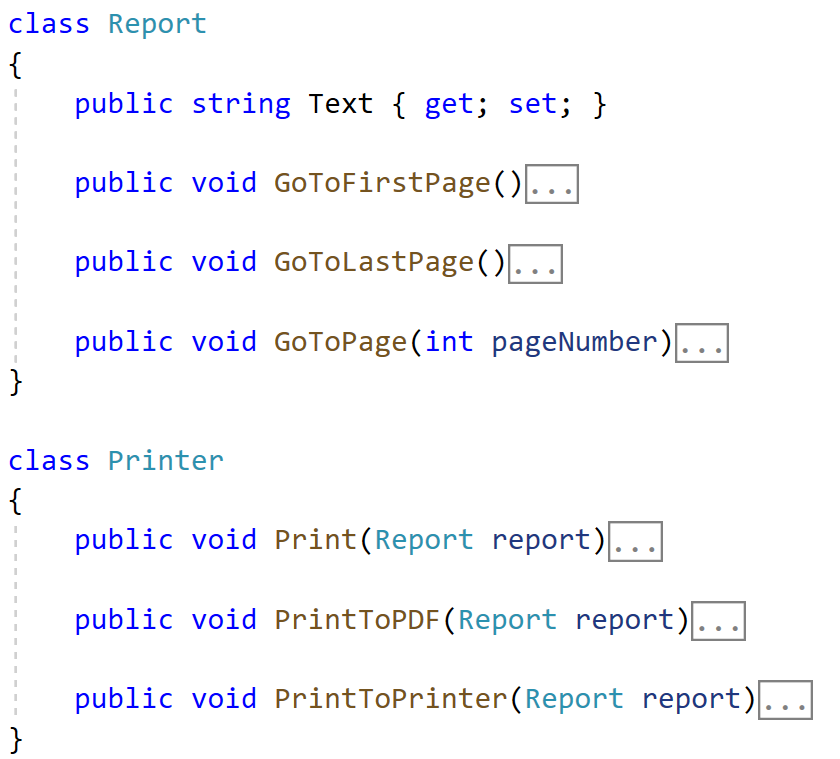 class Report
{
public string Text { get; set; }
public void GoToFirstPage()...
public void GoToLastPage()...
public void GoToPage(int pageNumber)...
}
class Printer
{
public void Print(Report report)...
public void PrintToPDF(Report report)...
public void PrintToPrinter(Report report)...
}